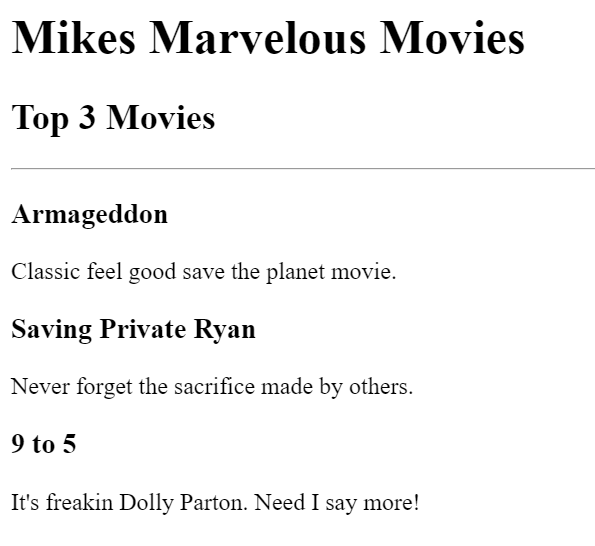 Mikes Marvelous Movies
Top 3 Movies
Armageddon
Classic feel good save the planet movie.
Saving Private Ryan
Never forget the sacrifice made by others.
9 to 5
It's freakin Dolly Parton. Need I say more!